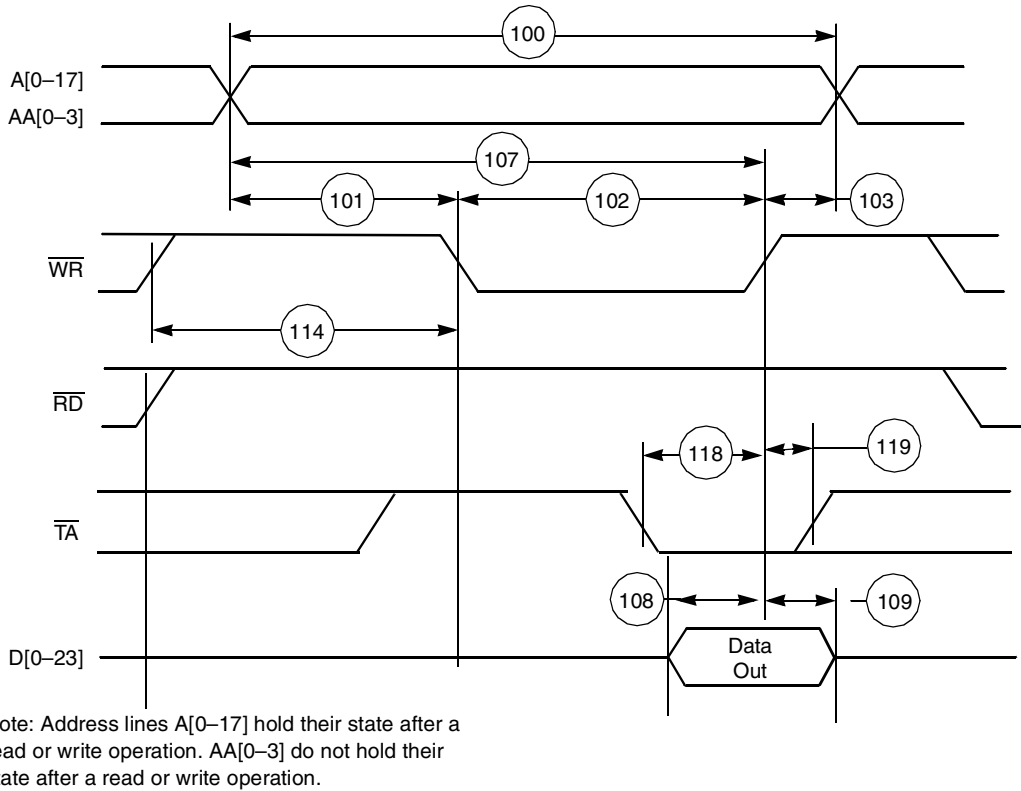 100
A[0–17]
AA[0–3]
107
101
102
103
WR
114
RD
118
119
TA
108
109
D[0–23]
Data
Out
ote: Address lines A[0–17] hold their state after a
ead or write operation. AA[0–3] do not hold their
tate after a read or write operation.